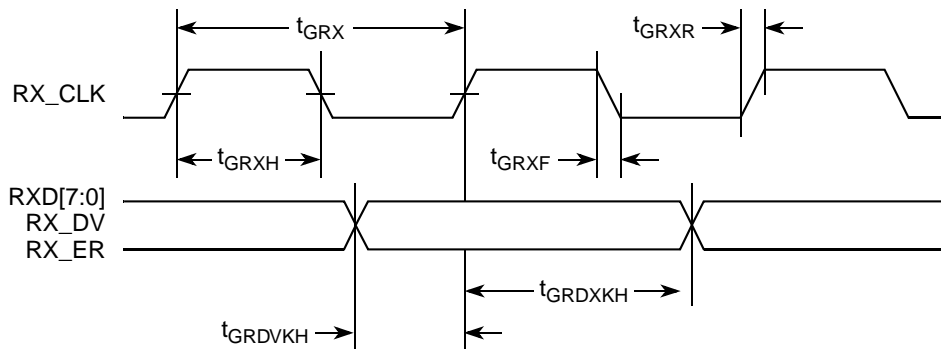 tGRX
tGRXR
RX_CLK
tGRXH
tGRXF
RXD[7:0]
RX_DV
RX_ER
tGRDXKH
tGRDVKH